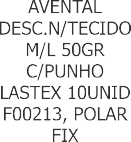 AVENTAL
DESC.N/TECIDO
M/L 50GR
C/PUNHO
LASTEX 10UNID
F00213, POLAR
FIX